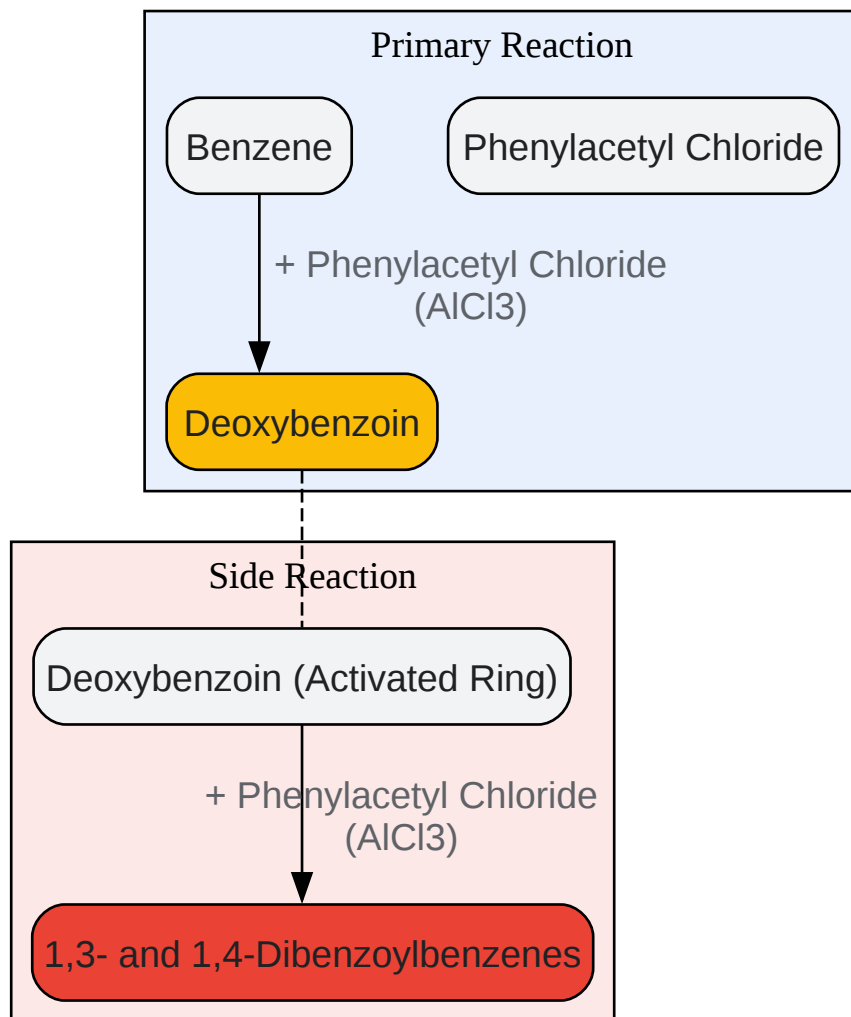 Primary Reaction
Benzene
Phenylacetyl Chloride
+ Phenylacetyl Chloride
(AlCl3)
Deoxybenzoin
Side Reaction
Deoxybenzoin (Activated Ring)
+ Phenylacetyl Chloride
(AlCl3)
1,3- and 1,4-Dibenzoylbenzenes